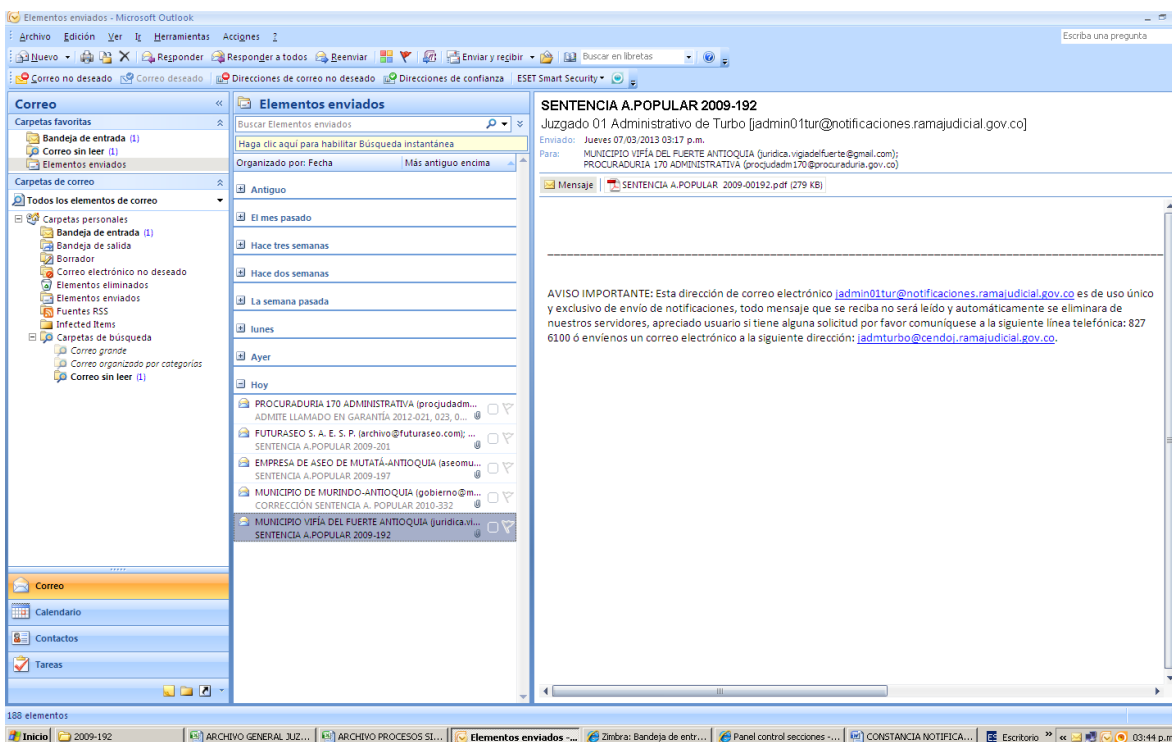 Elementos enviados - Microsoft Outlook
Archivo Edición Ver Ir Herramientas Acciones ?
Escriba una pregunta
Nuevo Responder Responder a todos Reenviar Enviar y recibir Buscar en libretas
Correo no deseado Correo deseado Direcciones de correo no deseado Direcciones de confianza ESET Smart Security
Correo
Carpetas favoritas
Bandeja de entrada (1)
Correo sin leer (1)
Elementos enviados
Carpetas de correo
Todos los elementos de correo
Carpetas personales
Bandeja de entrada (1)
Bandeja de salida
Borrador
Correo electrónico no deseado
Elementos eliminados
Elementos enviados
Fuentes RSS
Infected Items
Carpetas de búsqueda
Correo grande
Correo organizado por categorías
Correo sin leer (1)
Correo
Calendario
Contactos
Tareas
Elementos enviados
Buscar Elementos enviados
Haga clic aquí para habilitar Búsqueda instantánea
Organizado por: Fecha Más antiguo encima
Antiguo
El mes pasado
Hace tres semanas
Hace dos semanas
La semana pasada
lunes
Ayer
Hoy
PROCURADURIA 170 ADMINISTRATIVA (procjudadm...
ADMITE LLAMADO EN GARANTÍA 2012-021, 023, 0...
FUTURASEO S. A. E. S. P. (archivo@futuraseo.com); ...
SENTENCIA A.POPULAR 2009-201
EMPRESA DE ASEO DE MUTATÁ-ANTIOQUIA (aseomu...
SENTENCIA A.POPULAR 2009-197
MUNICIPIO DE MURINDO-ANTIOQUIA (gobierno@m...
CORRECCIÓN SENTENCIA A. POPULAR 2010-332
MUNICIPIO VIFÍA DEL FUERTE ANTIOQUIA (juridica.vi...
SENTENCIA A.POPULAR 2009-192
SENTENCIA A.POPULAR 2009-192
Juzgado 01 Administrativo de Turbo [jadmin01tur@notificaciones.ramajudicial.gov.co]
Enviado: Jueves 07/03/2013 03:17 p.m.
Para: MUNICIPIO VIFÍA DEL FUERTE ANTIOQUIA (juridica.vigiadelfuerte@gmail.com);
PROCURADURIA 170 ADMINISTRATIVA (procjudadm170@procuraduria.gov.co)
Mensaje SENTENCIA A.POPULAR 2009-00192.pdf (279 KB)
AVISO IMPORTANTE: Esta dirección de correo electrónico jadmin01tur@notificaciones.ramajudicial.gov.co es de uso único
y exclusivo de envío de notificaciones, todo mensaje que se reciba no será leído y automáticamente se eliminara de
nuestros servidores, apreciado usuario si tiene alguna solicitud por favor comuníquese a la siguiente línea telefónica: 827
6100 ó envíenos un correo electrónico a la siguiente dirección: jadmturbo@cendoj.ramajudicial.gov.co.
188 elementos
Inicio 2009-192 ARCHIVO GENERAL JUZ... ARCHIVO PROCESOS SI... Elementos enviados -... Zimbra: Bandeja de entr... Panel control secciones -... CONSTANCIA NOTIFICA... ES Escritorio 03:44 p.m.